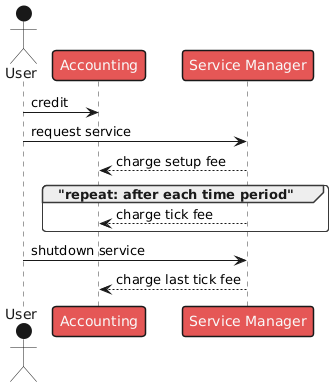 User
Accounting
Service Manager
credit
request service
charge setup fee
"repeat: after each time period"
charge tick fee
shutdown service
charge last tick fee
User
Accounting
Service Manager